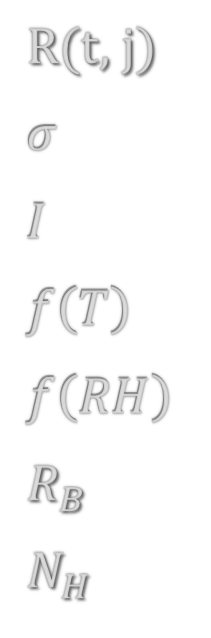 R(t, j)
σ
I
f(T)
f(RH)
R_B
N_H